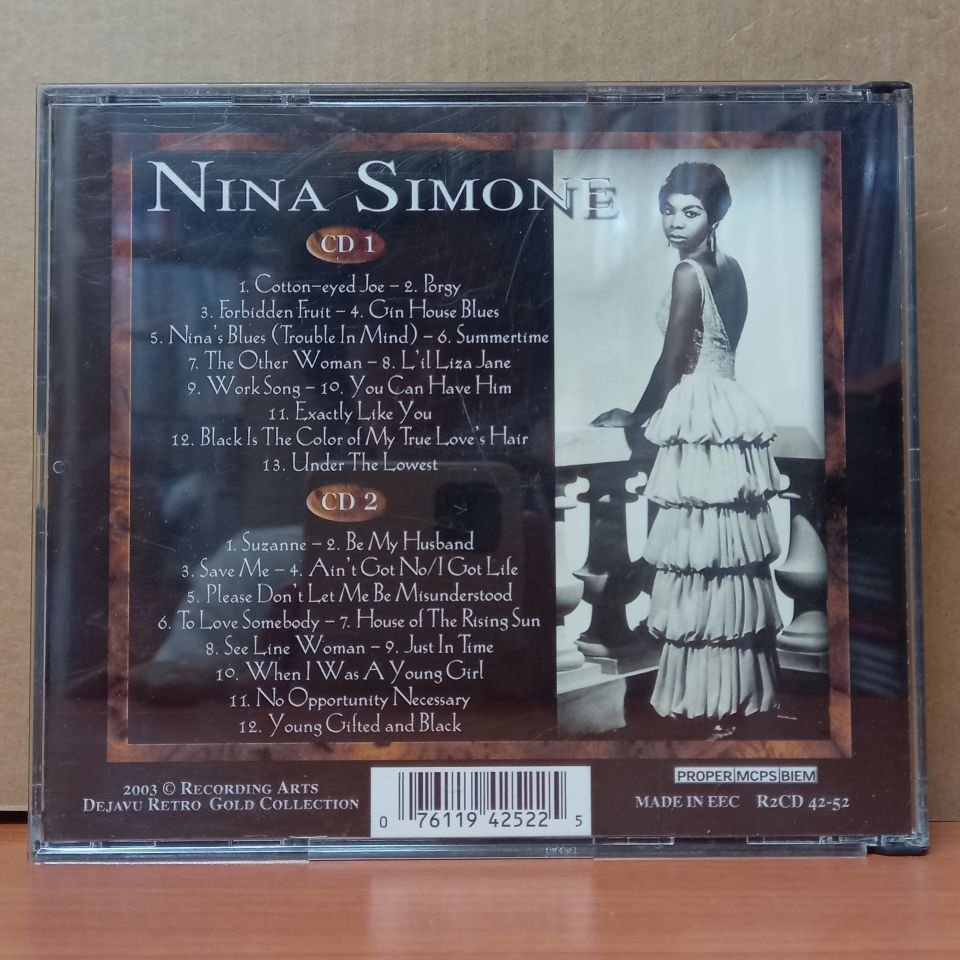 NINA SIMONE
CD 1
1. Cotton-eyed Joe – 2. Porgy
3. Forbidden Fruit – 4. Gin House Blues
5. Nina's Blues (Trouble In Mind) – 6. Summertime
7. The Other Woman – 8. L'il Liza Jane
9. Work Song – 10. You Can Have Him
11. Exactly Like You
12. Black Is The Color of My True Love's Hair
13. Under The Lowest
CD 2
1. Suzanne – 2. Be My Husband
3. Save Me – 4. Ain't Got No/I Got Life
5. Please Don't Let Me Be Misunderstood
6. To Love Somebody – 7. House of The Rising Sun
8. See Line Woman – 9. Just In Time
10. When I Was A Young Girl
11. No Opportunity Necessary
12. Young Gifted and Black
2003 © RECORDING ARTS
DEJAVU RETRO GOLD COLLECTION
0 76119 42522 5
PROPER MCPS BIEM
MADE IN EEC R2CD 42-52